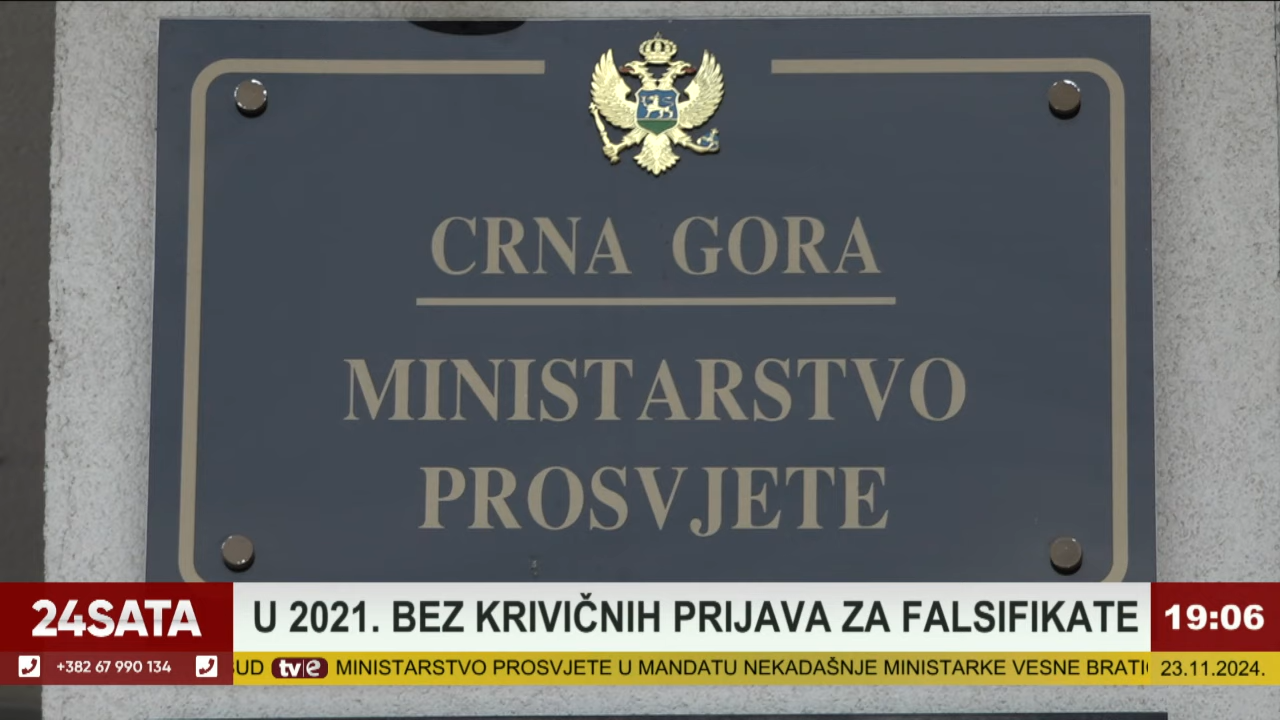 CRNA GORA
MINISTARSTVO
PROSVJETE
24SATA
U 2021. BEZ KRIVIČNIH PRIJAVA ZA FALSIFIKATE
19:06
+382 67 990 134
tve MINISTARSTVO PROSVJETE U MANDATU NEKADAŠNJE MINISTARKE VESNE
23.11.2024.